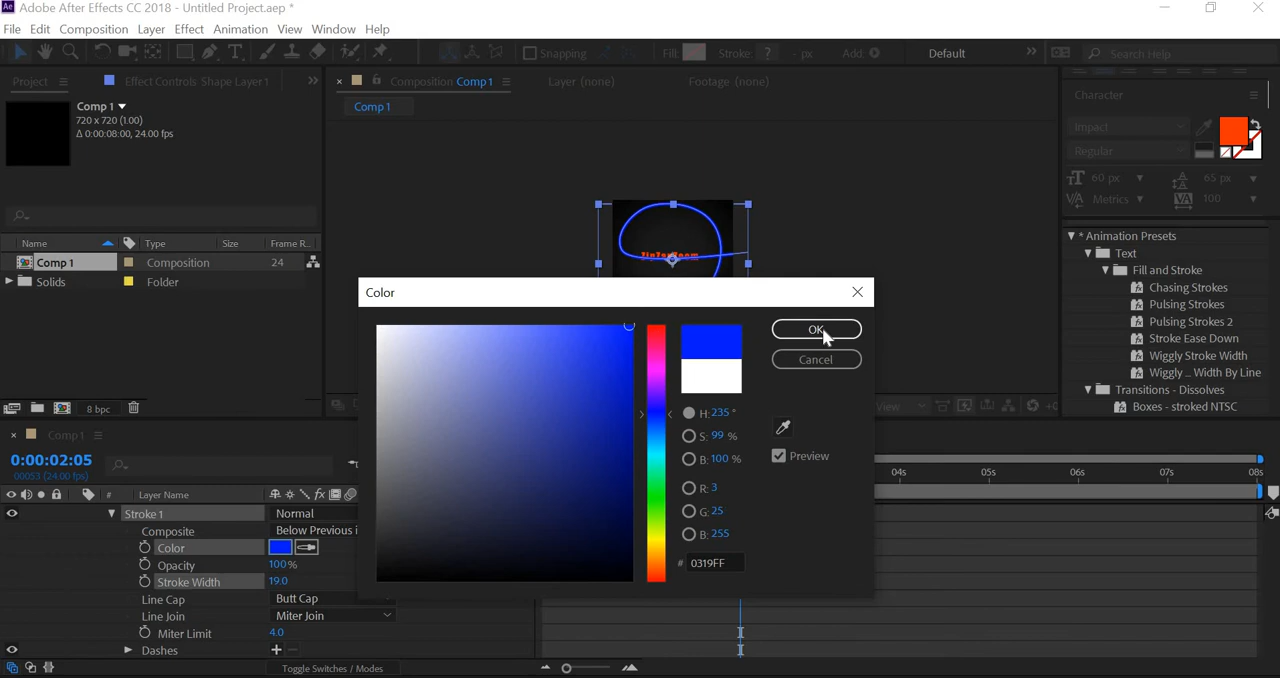 Adobe After Effects CC 2018 - Untitled Project.aep *
File Edit Composition Layer Effect Animation View Window Help
Snapping Fill: Stroke: ? - px Add: Default Search Help
Project Effect Controls Shape Layer 1 Composition Comp 1 Layer (none) Footage (none)
Comp 1
720 x 720 (1.00)
Δ 0:00:08:00, 24.00 fps
Comp 1
Name Type Size Frame R...
Comp 1 Composition 24
Solids Folder
8 bpc
Color
OK
Cancel
H: 235 °
S: 99 %
B: 100 %
Preview
R: 3
G: 25
B: 255
# 0319FF
View
Character
Impact
Regular
60 px 65 px
Metrics 100
* Animation Presets
Text
Fill and Stroke
Chasing Strokes
Pulsing Strokes
Pulsing Strokes 2
Stroke Ease Down
Wiggly Stroke Width
Wiggly ... Width By Line
Transitions - Dissolves
Boxes - stroked NTSC
Comp 1
0:00:02:05
00053 (24.00 fps)
04s 05s 06s 07s 08s
# Layer Name
Stroke 1 Normal
Composite Below Previous i
Color
Opacity 100%
Stroke Width 19.0
Line Cap Butt Cap
Line Join Miter Join
Miter Limit 4.0
Dashes + -
Toggle Switches / Modes